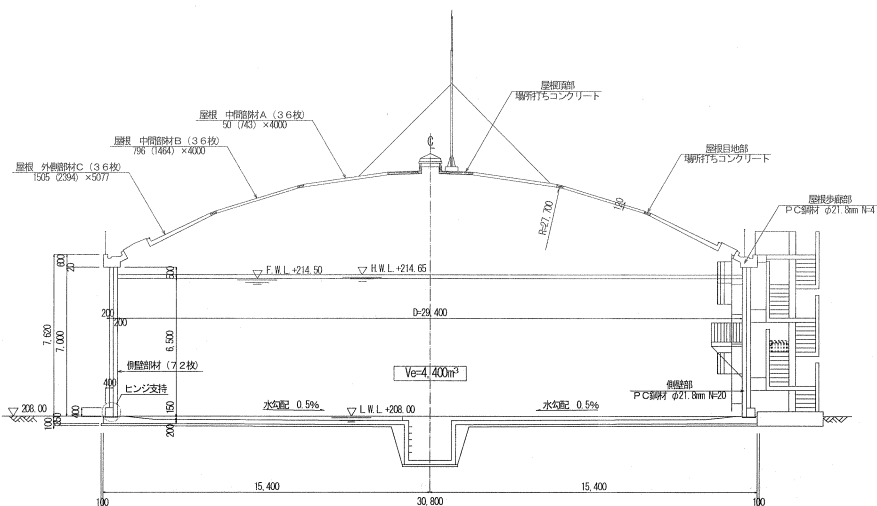 屋根頂部
場所打ちコンクリート
屋根 中間部材A (36枚)
50 (743) ×4000
屋根 中間部材B (36枚)
796 (1464) ×4000
屋根 外側部材C (36枚)
1505 (2394) ×5077
屋根目地部
場所打ちコンクリート
屋根歩廊部
PC鋼材 φ21.8mm N=4
120
R=27,700
600
20
500
F.W.L.+214.50
H.W.L.+214.65
200
200
D=29,400
7,620
7,000
6,500
側壁部材(72枚)
Ve=4,400m³
400
ヒンジ支持
側壁部
PC鋼材 φ21.8mm N=20
208.00
400
150
水勾配 0.5%
L.W.L.+208.00
水勾配 0.5%
100
350
200
15,400
15,400
100
30,800
100